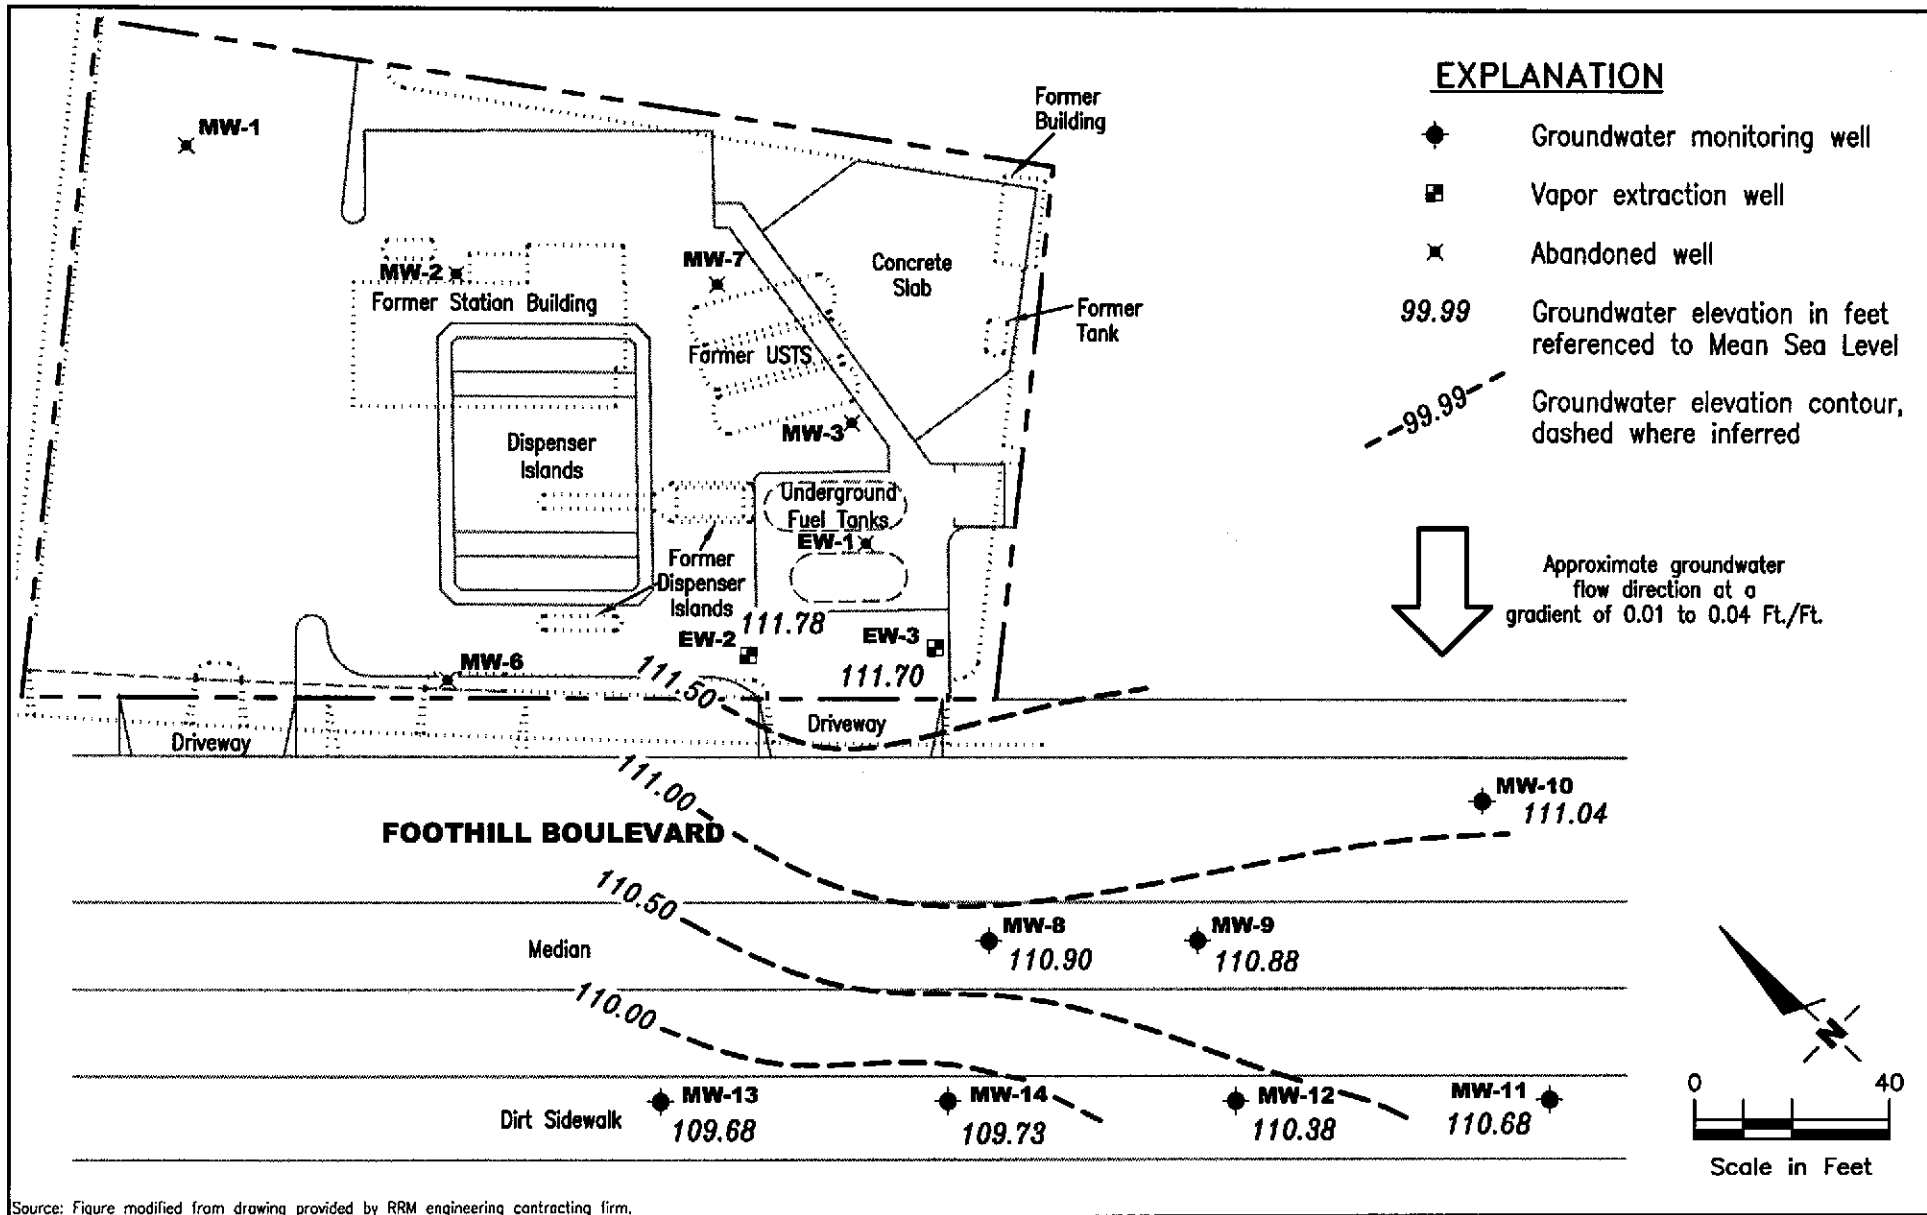 EXPLANATION
Groundwater monitoring well
Vapor extraction well
Abandoned well
99.99
Groundwater elevation in feet
referenced to Mean Sea Level
99.99
Groundwater elevation contour,
dashed where inferred
Approximate groundwater
flow direction at a
gradient of 0.01 to 0.04 Ft./Ft.
Former
Building
MW-1
MW-2
MW-7
Former Station Building
Concrete
Slab
Former
Tank
Former USTS
MW-3
Dispenser
Islands
Underground
Fuel Tanks
EW-1
Former
Dispenser
Islands
111.78
EW-2
EW-3
111.70
MW-6
111.50
Driveway
Driveway
111.00
MW-10
111.04
FOOTHILL BOULEVARD
110.50
MW-8
110.90
MW-9
110.88
Median
110.00
MW-13
109.68
MW-14
109.73
MW-12
110.38
MW-11
110.68
Dirt Sidewalk
N
0 40
Scale in Feet
Source: Figure modified from drawing provided by RRM engineering contracting firm.